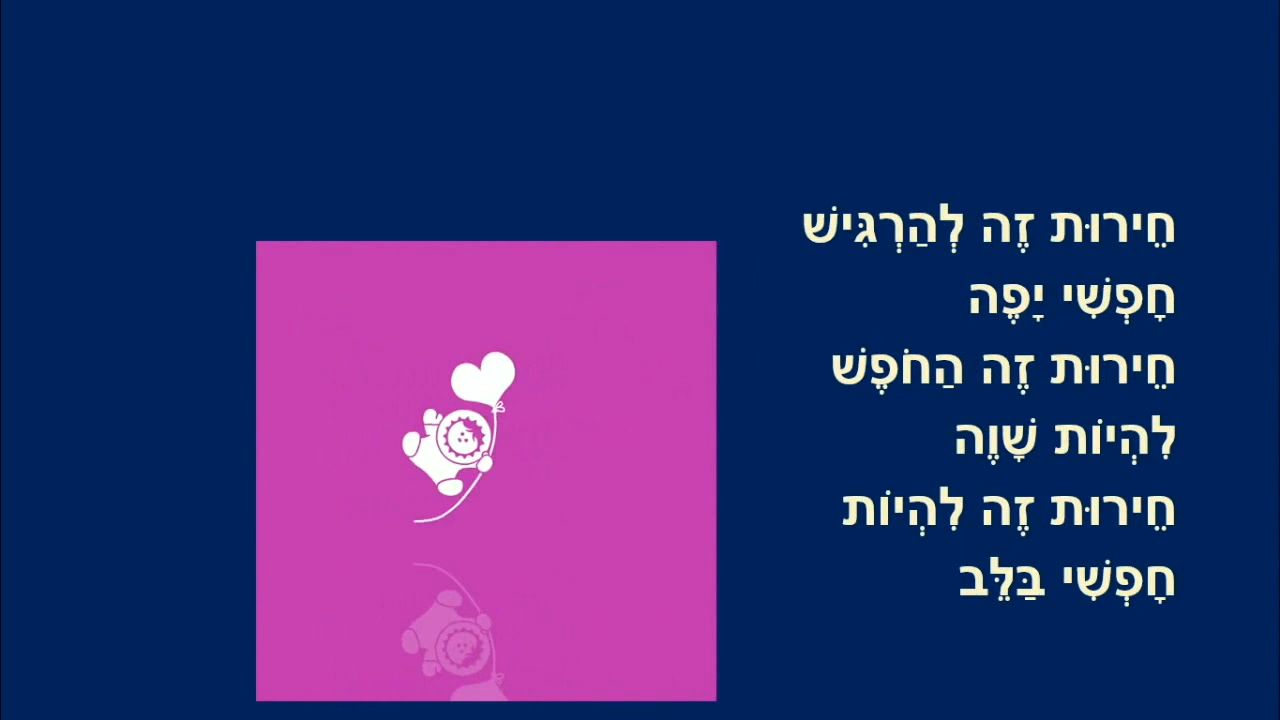 חֵירוּת זֶה לְהַרְגִּישׁ
חָפְשִׁי יָפֶה
חֵירוּת זֶה הַחֹפֶשׁ
לִהְיוֹת שָׁוֶה
חֵירוּת זֶה לִהְיוֹת
חָפְשִׁי בַּלֵּב